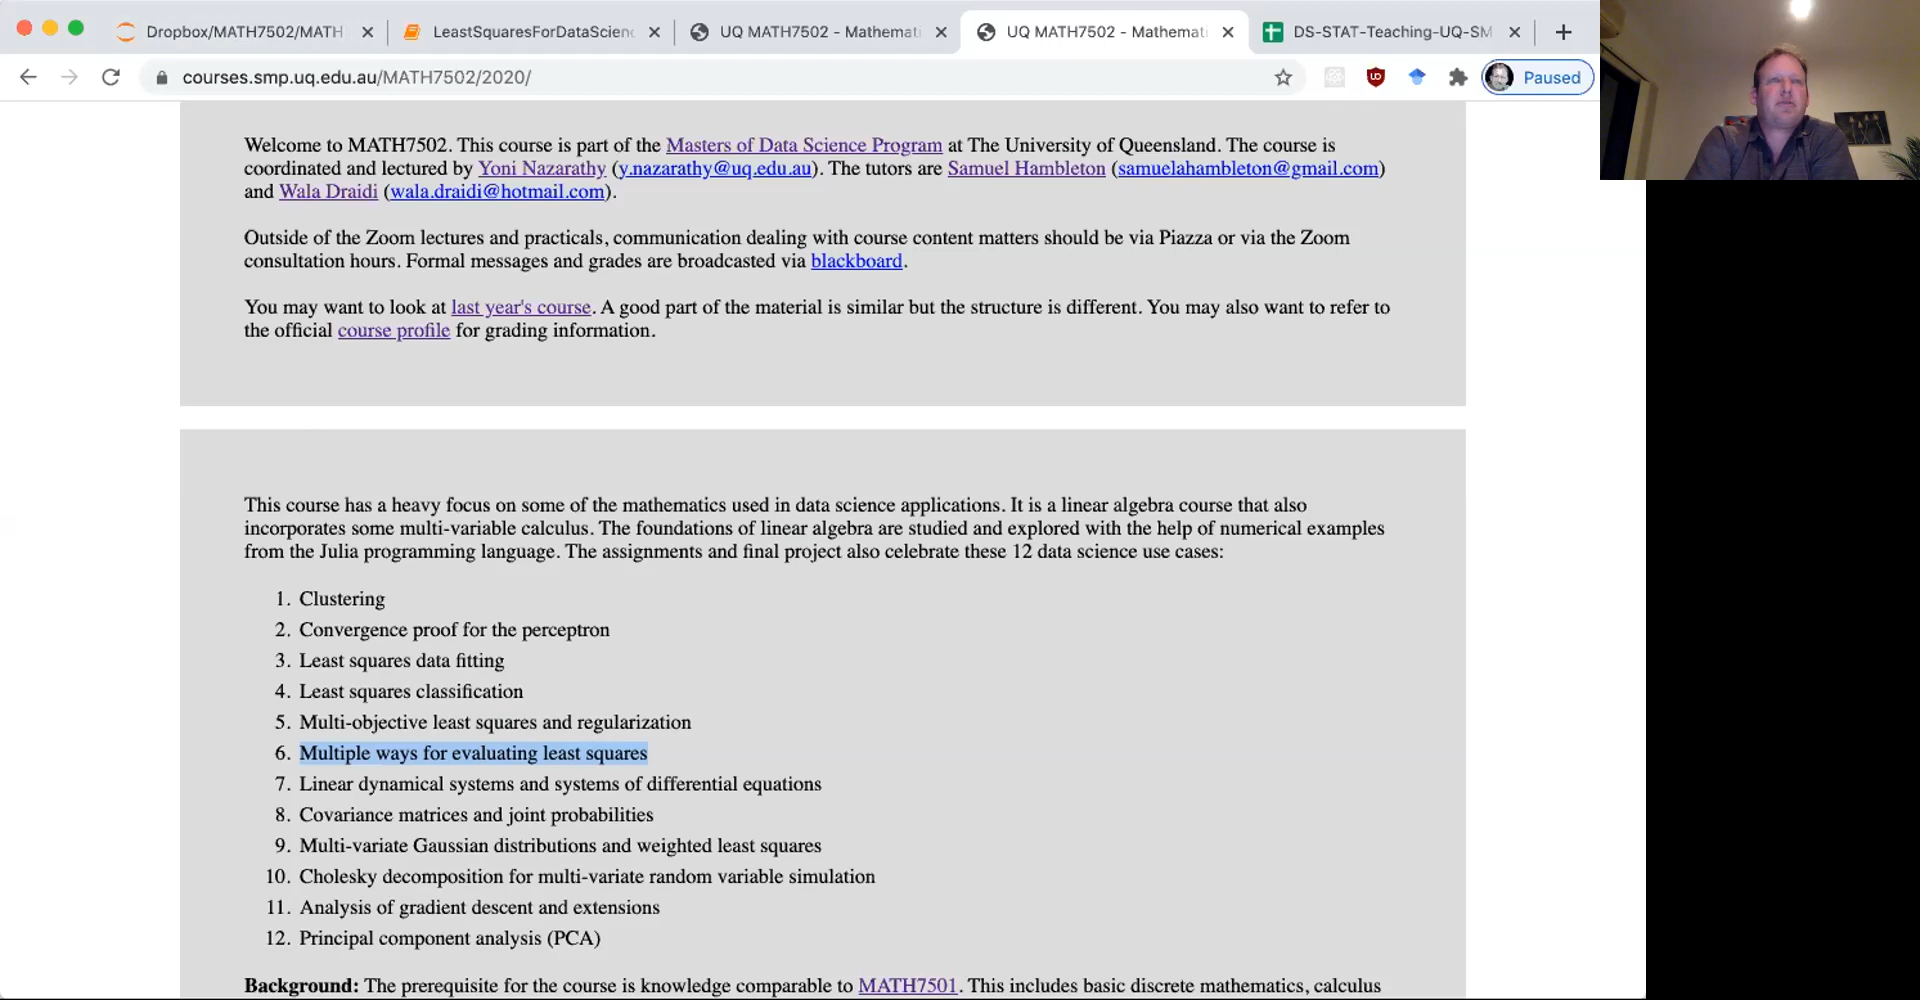 Dropbox/MATH7502/MATH
LeastSquaresForDataScien
UQ MATH7502 - Mathemati
UQ MATH7502 - Mathemati
DS-STAT-Teaching-UQ-SM
courses.smp.uq.edu.au/MATH7502/2020/
Paused
Welcome to MATH7502. This course is part of the Masters of Data Science Program at The University of Queensland. The course is
coordinated and lectured by Yoni Nazarathy (y.nazarathy@uq.edu.au). The tutors are Samuel Hambleton (samuelahambleton@gmail.com)
and Wala Draidi (wala.draidi@hotmail.com).
Outside of the Zoom lectures and practicals, communication dealing with course content matters should be via Piazza or via the Zoom
consultation hours. Formal messages and grades are broadcasted via blackboard.
You may want to look at last year's course. A good part of the material is similar but the structure is different. You may also want to refer to
the official course profile for grading information.
This course has a heavy focus on some of the mathematics used in data science applications. It is a linear algebra course that also
incorporates some multi-variable calculus. The foundations of linear algebra are studied and explored with the help of numerical examples
from the Julia programming language. The assignments and final project also celebrate these 12 data science use cases:
1. Clustering
2. Convergence proof for the perceptron
3. Least squares data fitting
4. Least squares classification
5. Multi-objective least squares and regularization
6. Multiple ways for evaluating least squares
7. Linear dynamical systems and systems of differential equations
8. Covariance matrices and joint probabilities
9. Multi-variate Gaussian distributions and weighted least squares
10. Cholesky decomposition for multi-variate random variable simulation
11. Analysis of gradient descent and extensions
12. Principal component analysis (PCA)
Background: The prerequisite for the course is knowledge comparable to MATH7501. This includes basic discrete mathematics, calculus